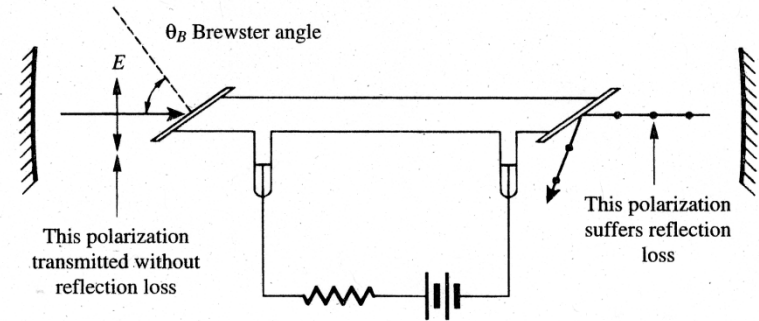 θB Brewster angle
E
This polarization
transmitted without
reflection loss
This polarization
suffers reflection
loss